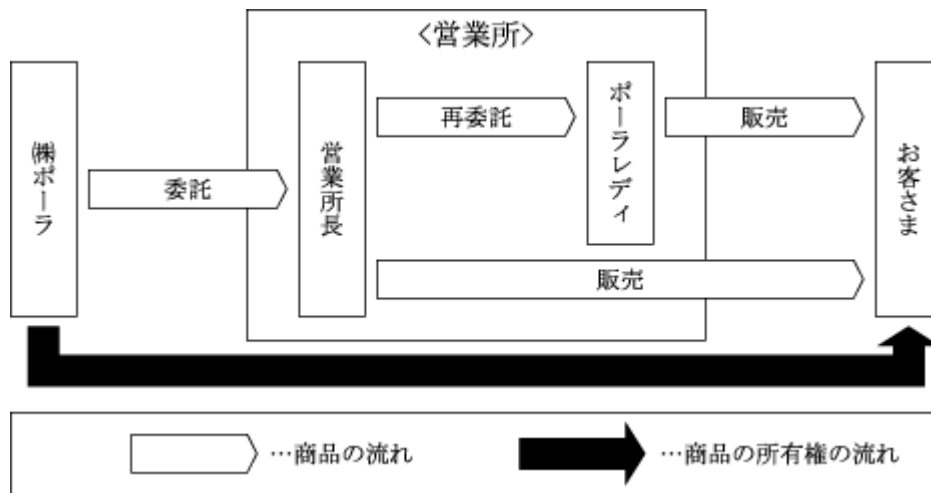 <営業所>
㈱ポーラ
委託
営業所長
再委託
ポーラレディ
販売
販売
お客さま
…商品の流れ
…商品の所有権の流れ